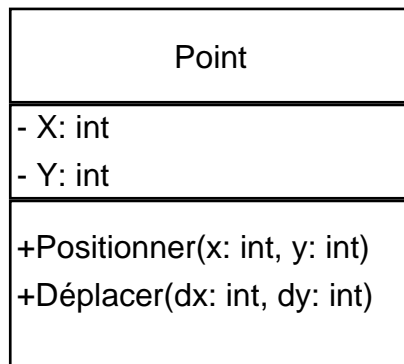 Point
- X: int
- Y: int
+Positionner(x: int, y: int)
+Déplacer(dx: int, dy: int)